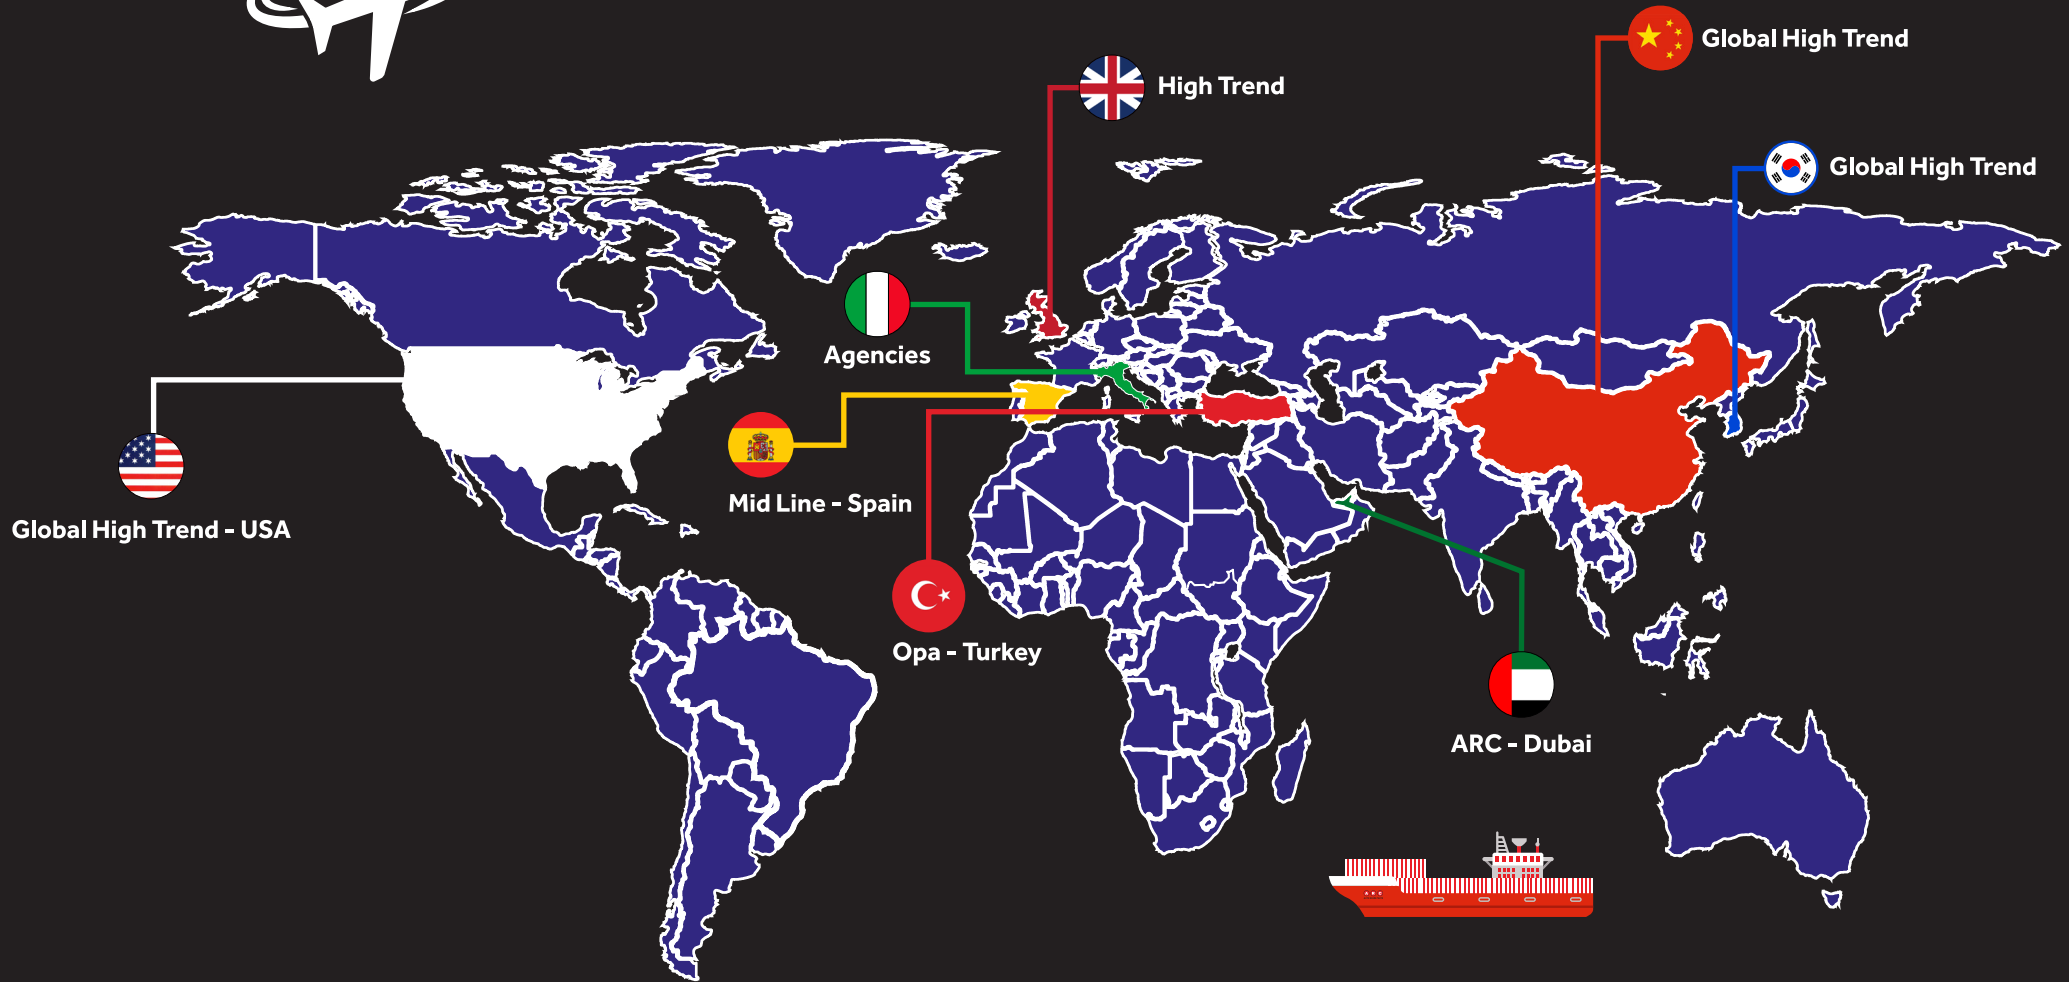 Global High Trend
High Trend
Global High Trend
Agencies
Mid Line - Spain
Global High Trend - USA
Opa - Turkey
ARC - Dubai